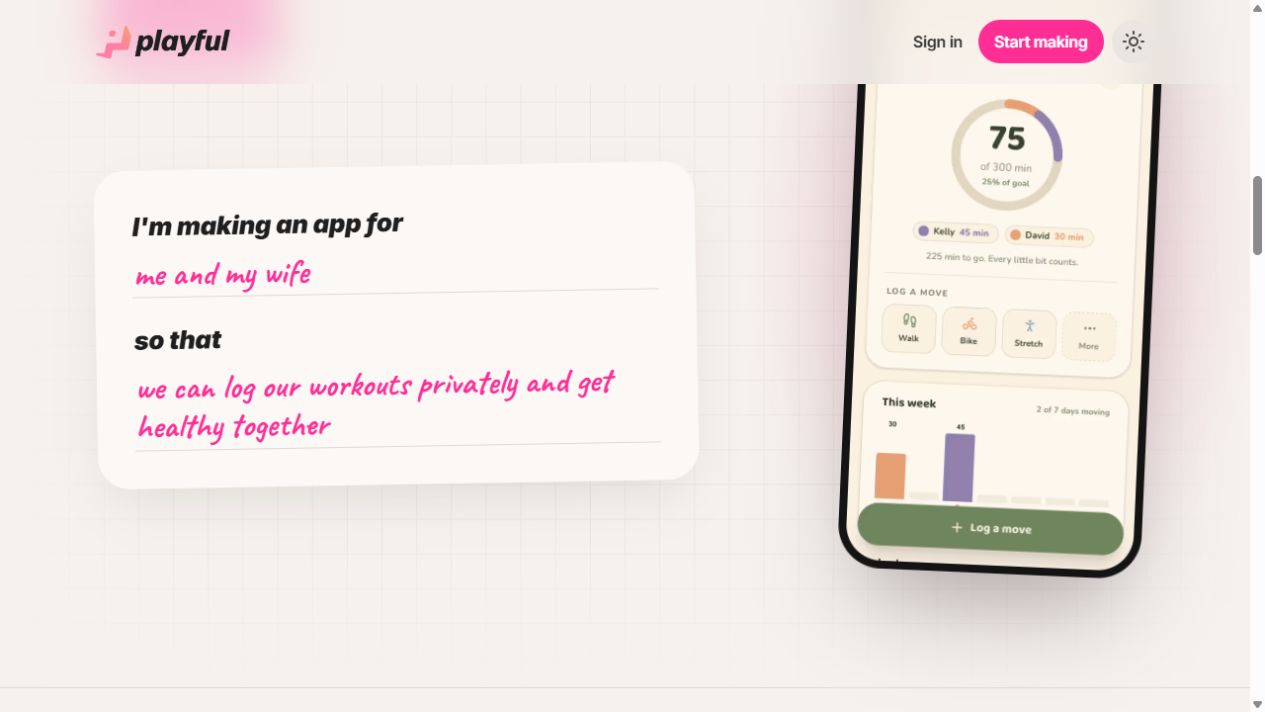 playful
Sign in
Start making
I'm making an app for
me and my wife
so that
we can log our workouts privately and get
healthy together
75
of 300 min
25% of goal
Kelly 45 min
David 30 min
225 min to go. Every little bit counts.
LOG A MOVE
Walk
Bike
Stretch
More
This week
2 of 7 days moving
30
45
+ Log a move